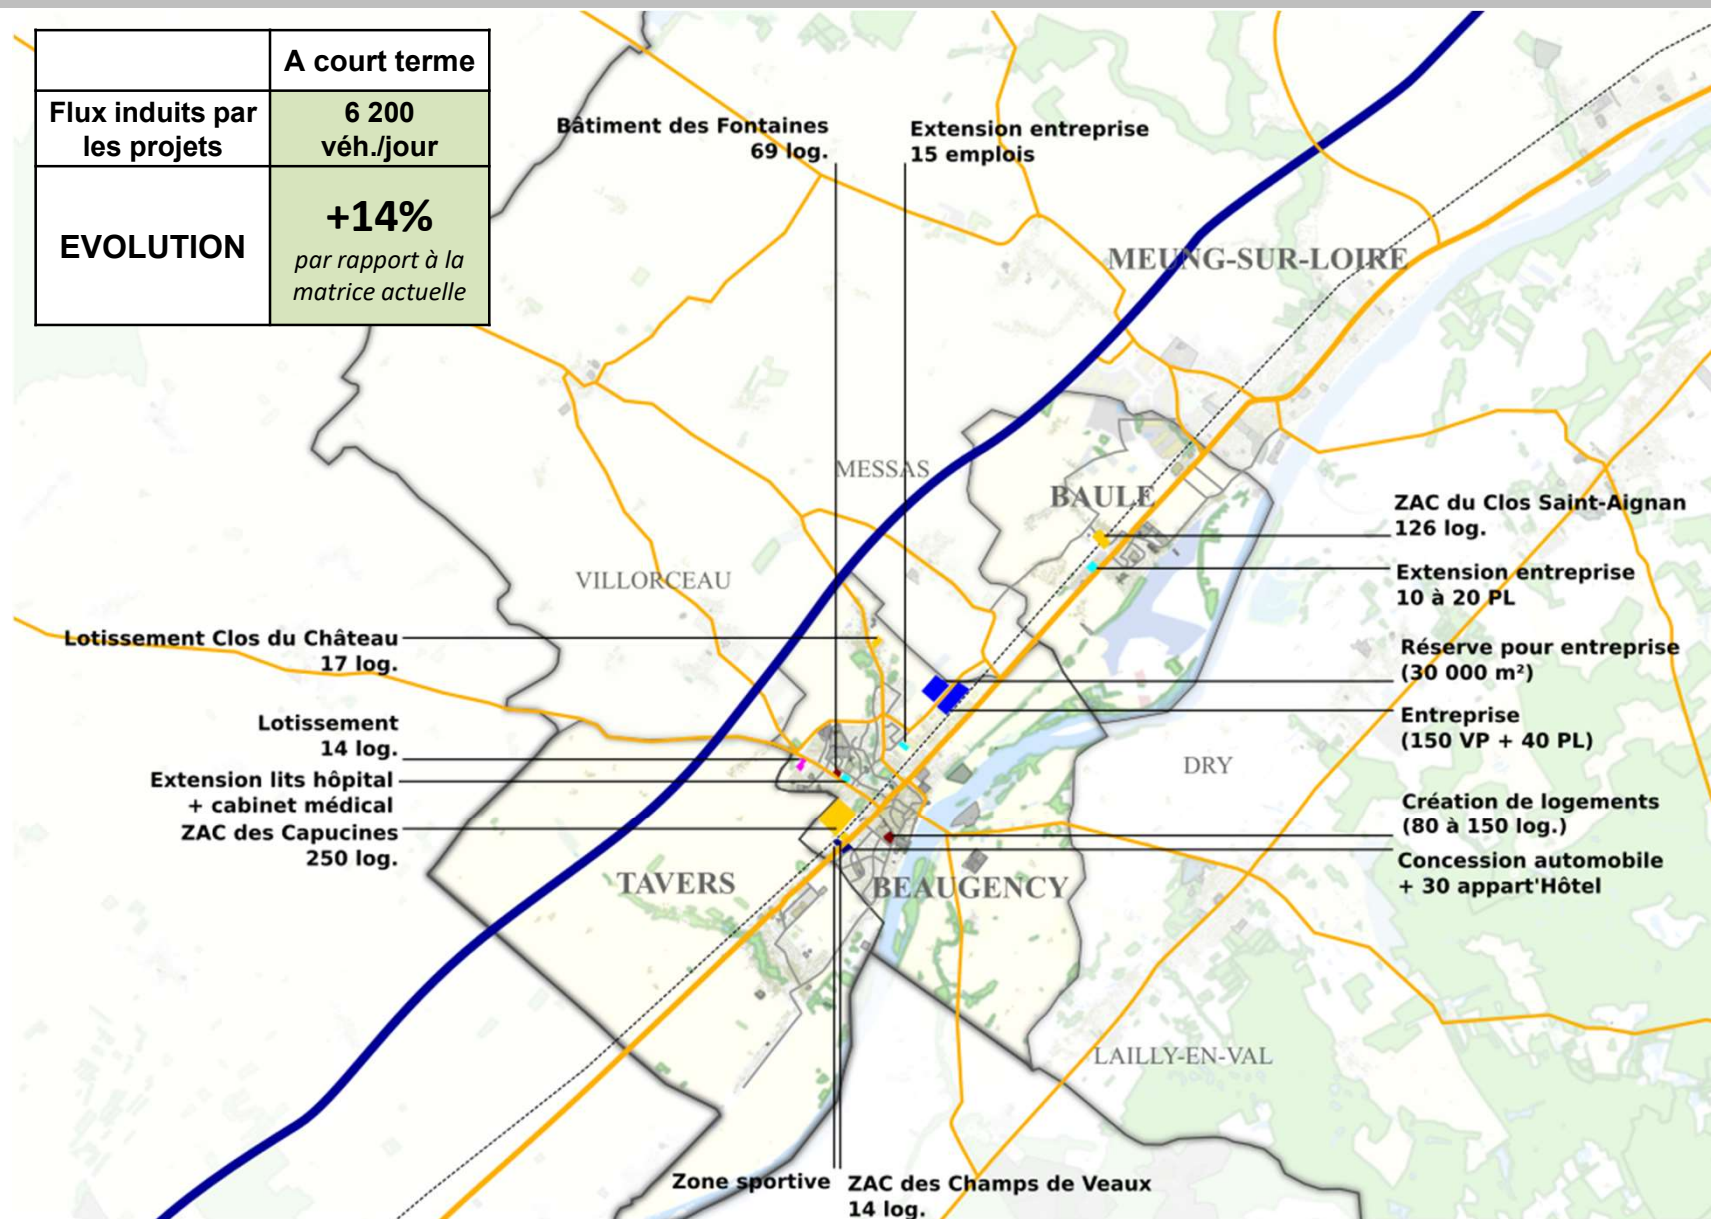 A court terme
Flux induits par
les projets
6 200
véh./jour
EVOLUTION
+14%
par rapport à la
matrice actuelle
Bâtiment des Fontaines
69 log.
Extension entreprise
15 emplois
MEUNG-SUR-LOIRE
MESSAS
BAULE
ZAC du Clos Saint-Aignan
126 log.
VILLORCEAU
Extension entreprise
10 à 20 PL
Lotissement Clos du Château
17 log.
Réserve pour entreprise
(30 000 m²)
Lotissement
14 log.
Entreprise
(150 VP + 40 PL)
DRY
Extension lits hôpital
+ cabinet médical
ZAC des Capucines
250 log.
Création de logements
(80 à 150 log.)
Concession automobile
+ 30 appart'Hôtel
TAVERS
BEAUGENCY
LAILLY-EN-VAL
Zone sportive
ZAC des Champs de Veaux
14 log.